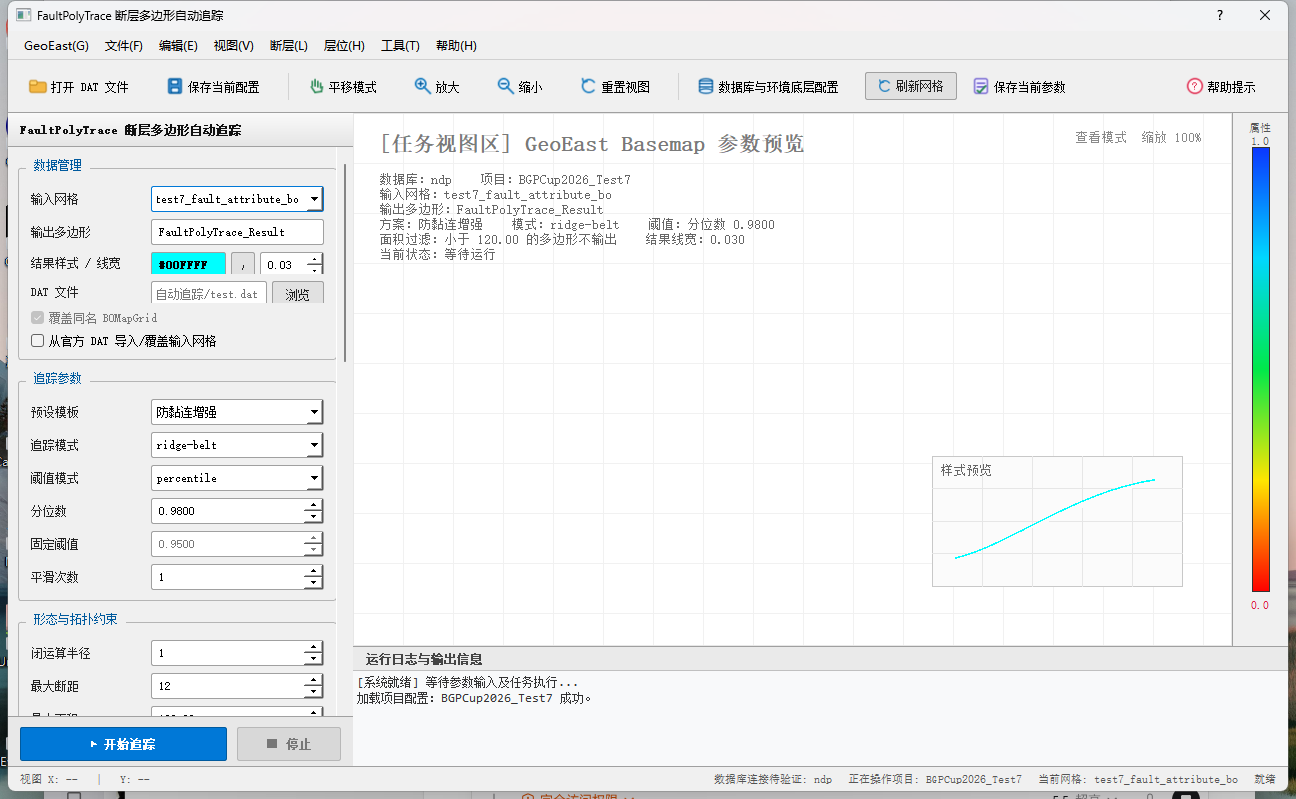 FaultPolyTrace 断层多边形自动追踪
?
GeoEast(G) 文件(F) 编辑(E) 视图(V) 断层(L) 层位(H) 工具(T) 帮助(H)
打开 DAT 文件 保存当前配置 平移模式 放大 缩小 重置视图 数据库与环境底层配置 刷新网格 保存当前参数 帮助提示
FaultPolyTrace 断层多边形自动追踪
数据管理
输入网格 test7_fault_attribute_bo
输出多边形 FaultPolyTrace_Result
结果样式 / 线宽 #00FFFF , 0.03
DAT 文件 自动追踪/test.dat 浏览
覆盖同名 BOMapGrid
从官方 DAT 导入/覆盖输入网格
追踪参数
预设模板 防黏连增强
追踪模式 ridge-belt
阈值模式 percentile
分位数 0.9800
固定阈值 0.9500
平滑次数 1
形态与拓扑约束
闭运算半径 1
最大断距 12
开始追踪 停止
[任务视图区] GeoEast Basemap 参数预览
查看模式 缩放 100%
数据库: ndp 项目: BGPCup2026_Test7
输入网格: test7_fault_attribute_bo
输出多边形: FaultPolyTrace_Result
方案: 防黏连增强 模式: ridge-belt 阈值: 分位数 0.9800
面积过滤: 小于 120.00 的多边形不输出 结果线宽: 0.030
当前状态: 等待运行
样式预览
属性
1.0
0.0
运行日志与输出信息
[系统就绪] 等待参数输入及任务执行...
加载项目配置: BGPCup2026_Test7 成功。
视图 X: -- | Y: -- 数据库连接待验证: ndp 正在操作项目: BGPCup2026_Test7 当前网格: test7_fault_attribute_bo 就绪